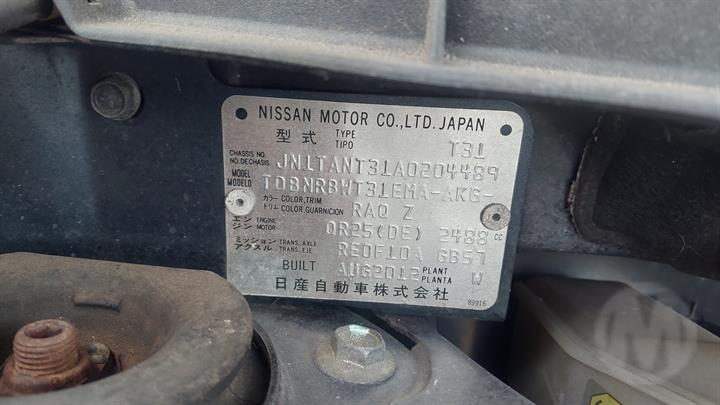 NISSAN MOTOR CO.,LTD. JAPAN
型式 TYPE TIPO T31
CHASSIS NO. NO.DECHASIS JN1TANT31A0204489
MODEL MODELO TDBNRBWT31EMA-AKG-
カラー COLOR,TRIM トリム COLOR,GUARNICION RAQ Z
エンジン ENGINE MOTOR QR25(DE) 2488 CC
ミッション TRANS.AXLE アクスル TRANS.EJE RE0F10A GB57
BUILT AUG2012 PLANT PLANTA W
日産自動車株式会社
89916
M